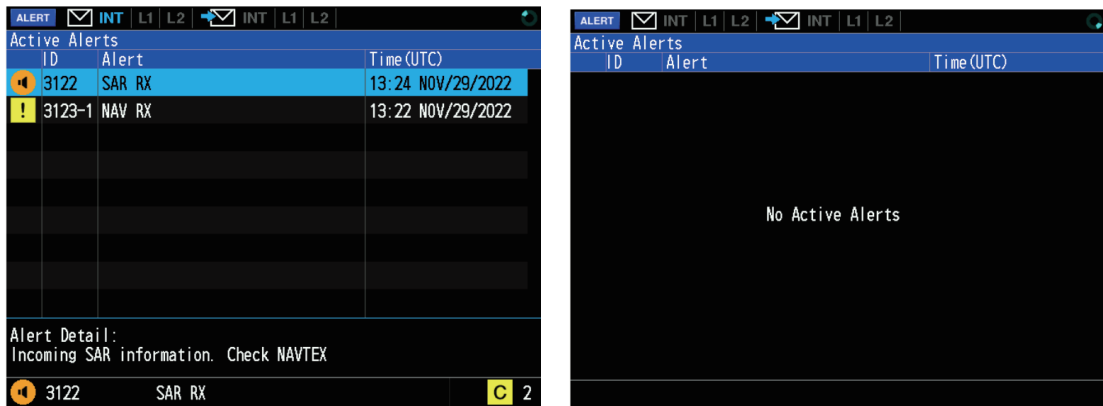 ALERT INT L1 L2 INT L1 L2
Active Alerts
ID Alert Time(UTC)
3122 SAR RX 13:24 NOV/29/2022
! 3123-1 NAV RX 13:22 NOV/29/2022
Alert Detail:
Incoming SAR information. Check NAVTEX
3122 SAR RX C 2
ALERT INT L1 L2 INT L1 L2
Active Alerts
ID Alert Time(UTC)
No Active Alerts